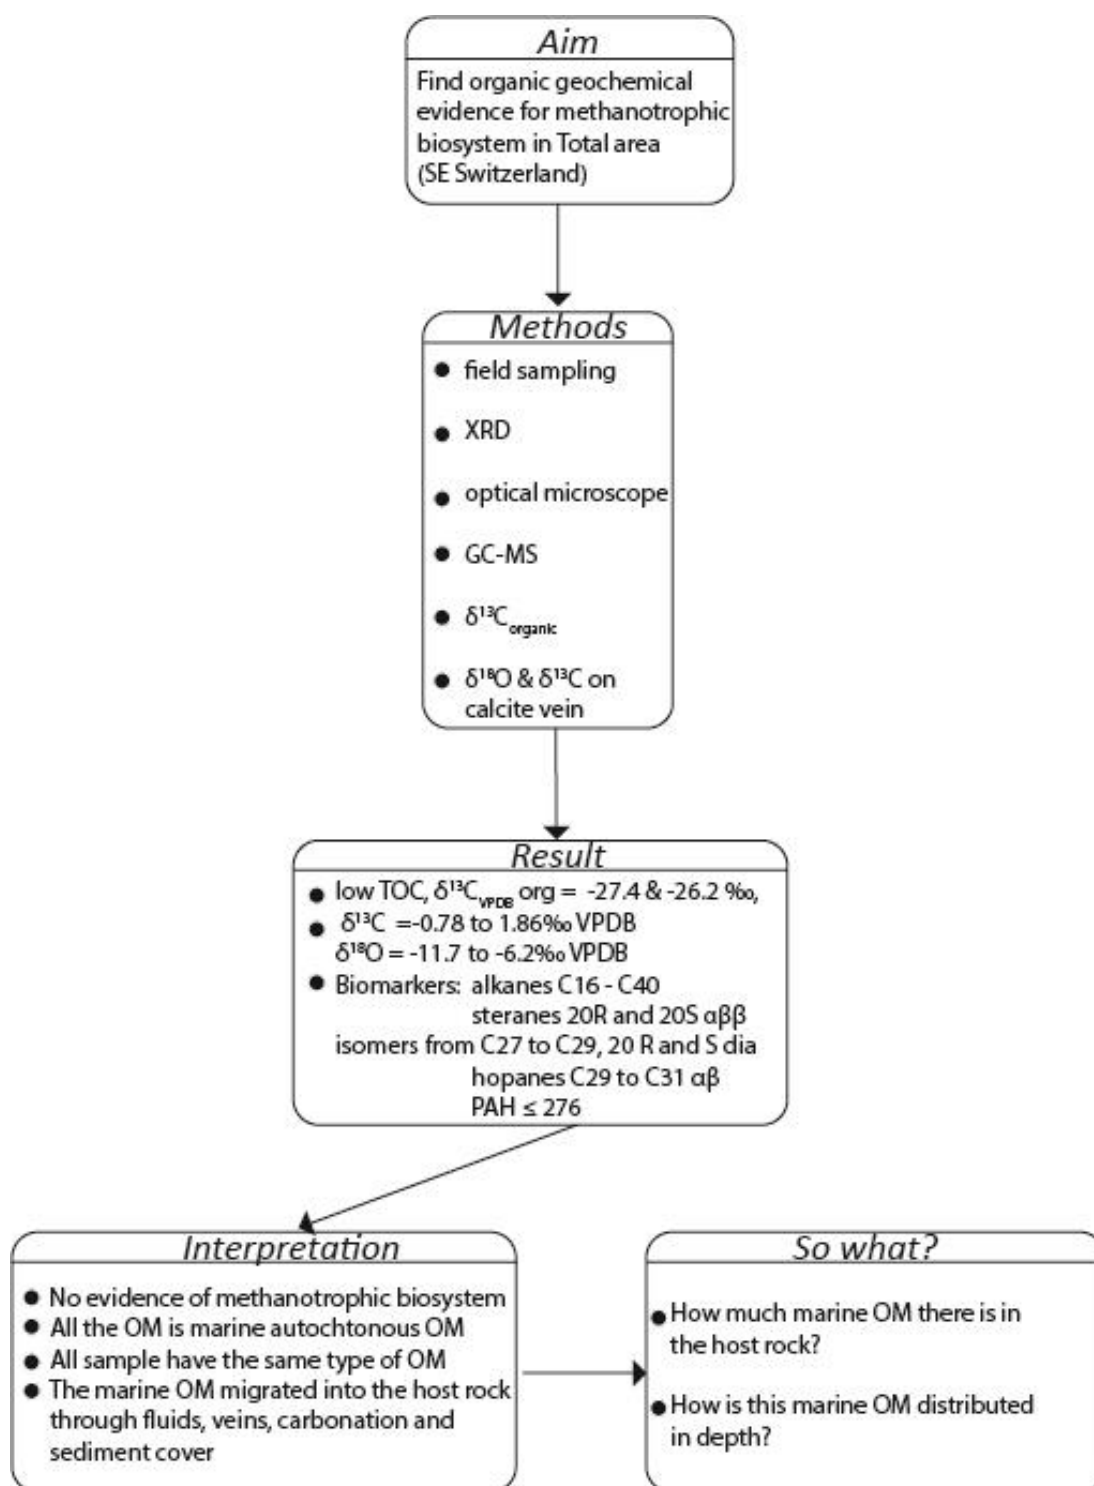 Aim
Find organic geochemical
evidence for methanotrophic
biosystem in Total area
(SE Switzerland)
Methods
● field sampling
● XRD
● optical microscope
● GC-MS
● δ¹³C organic
● δ¹⁸O & δ¹³C on
calcite vein
Result
● low TOC, δ¹³C VPDB org = -27.4 & -26.2 ‰,
● δ¹³C =-0.78 to 1.86‰ VPDB
δ¹⁸O = -11.7 to -6.2‰ VPDB
● Biomarkers: alkanes C16 - C40
steranes 20R and 20S αββ
isomers from C27 to C29, 20 R and S dia
hopanes C29 to C31 αβ
PAH ≤ 276
Interpretation
● No evidence of methanotrophic biosystem
● All the OM is marine autochtonous OM
● All sample have the same type of OM
● The marine OM migrated into the host rock
through fluids, veins, carbonation and
sediment cover
So what?
● How much marine OM there is in
the host rock?
● How is this marine OM distributed
in depth?